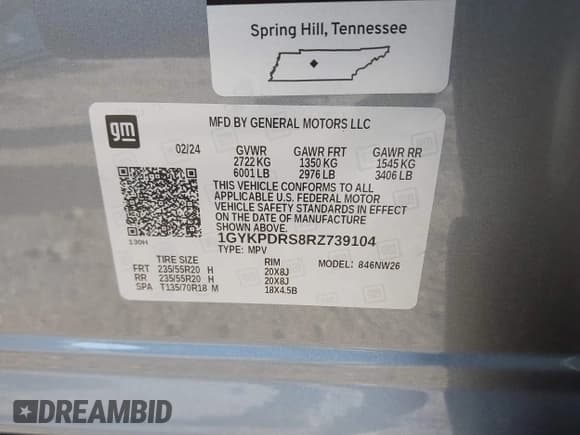 Spring Hill, Tennessee
gm
MFD BY GENERAL MOTORS LLC
02/24 GVWR GAWR FRT GAWR RR
2722 KG 1350 KG 1545 KG
6001 LB 2976 LB 3406 LB
THIS VEHICLE CONFORMS TO ALL
APPLICABLE U.S. FEDERAL MOTOR
VEHICLE SAFETY STANDARDS IN EFFECT
ON THE DATE OF MANUFACTURE SHOWN ABOVE.
1GYKPDRS8RZ739104
130H
TYPE: MPV
MODEL: 846NW26
TIRE SIZE RIM
FRT 235/55R20 H 20X8J
RR 235/55R20 H 20X8J
SPA T135/70R18 M 18X4.5B
DREAMBID